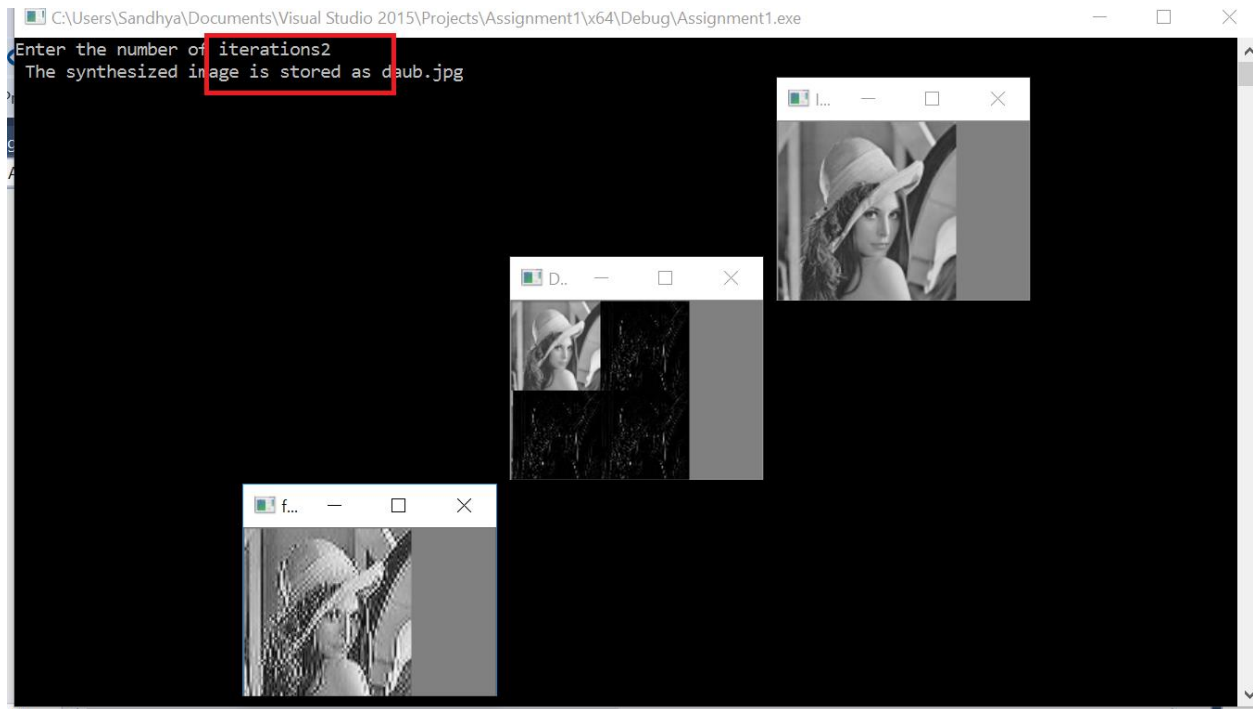 C:\Users\Sandhya\Documents\Visual Studio 2015\Projects\Assignment1\x64\Debug\Assignment1.exe
Enter the number of iterations2
The synthesized image is stored as daub.jpg
I...
D..
f...